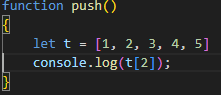 function push()
{
    let t = [1, 2, 3, 4, 5]
    console.log(t[2]);
}